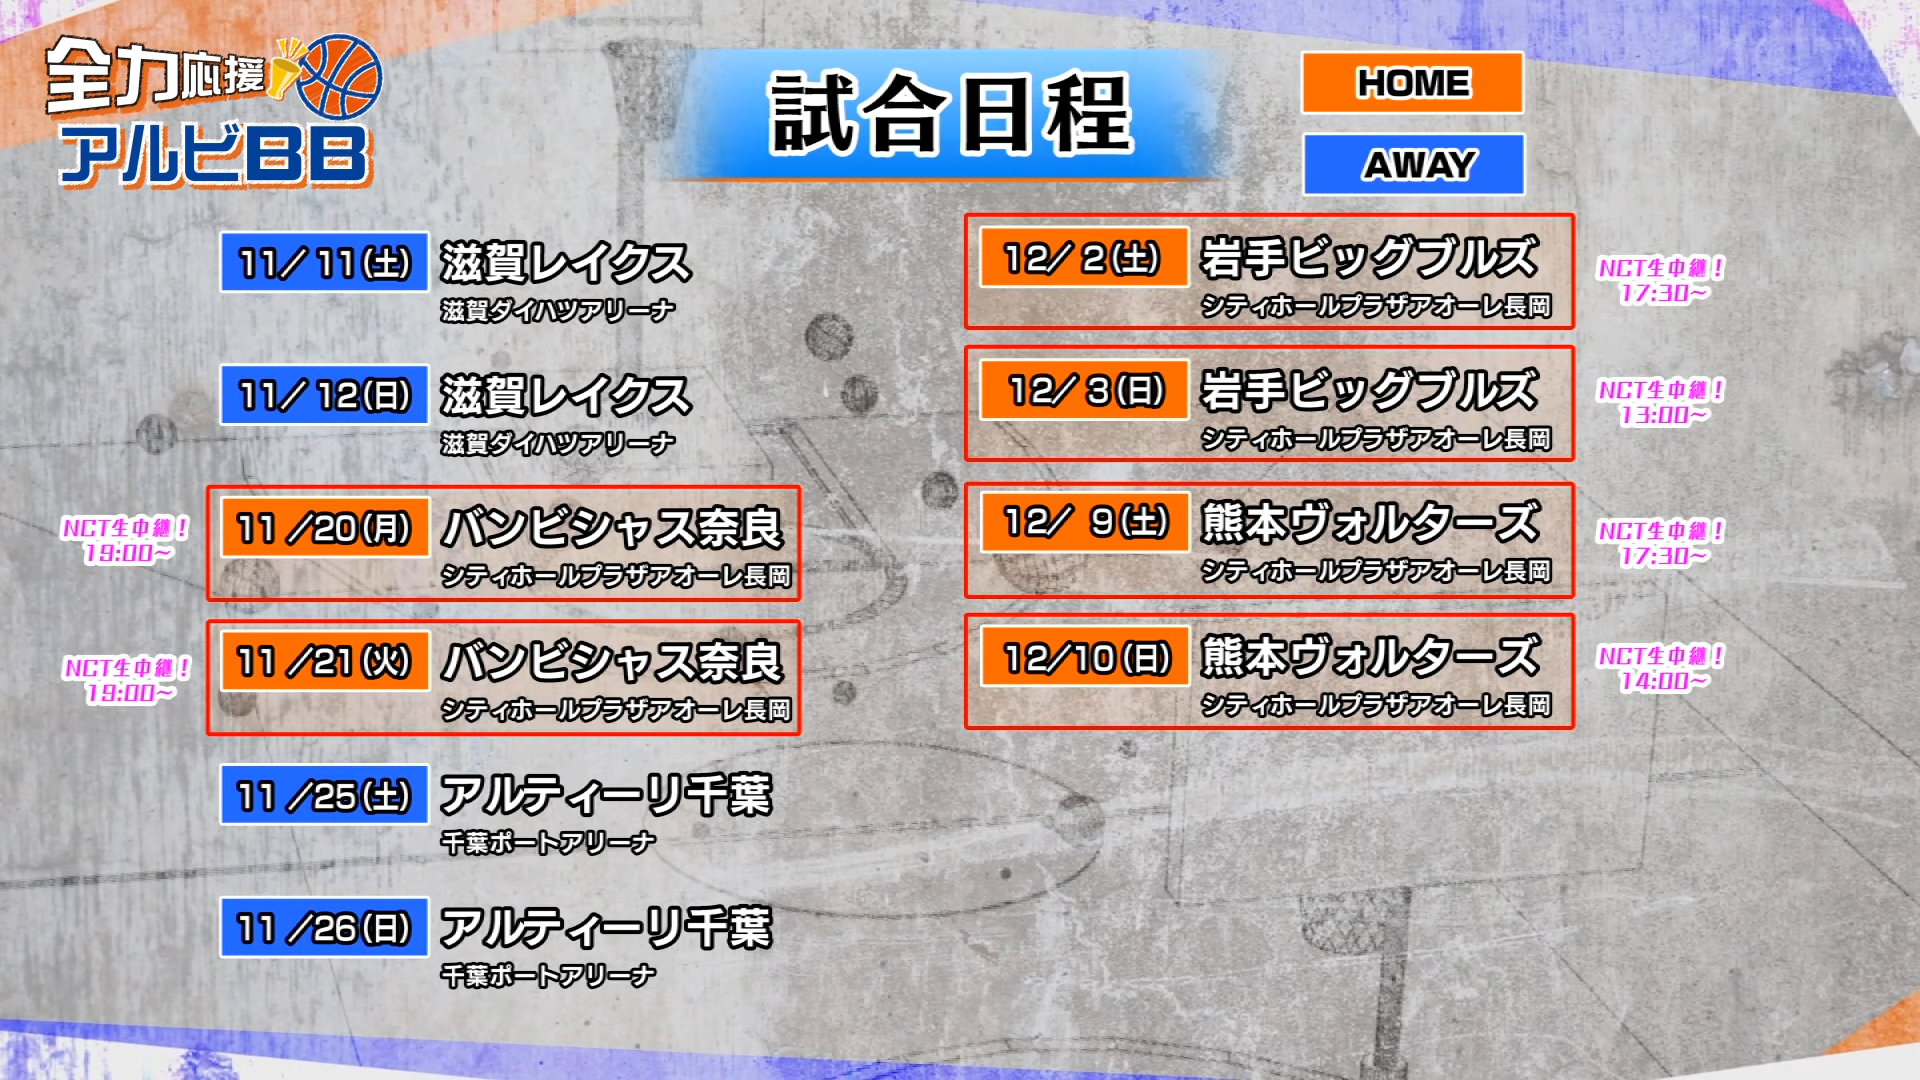 全力応援
アルビBB
試合日程
HOME
AWAY
11/11(土) 滋賀レイクス
滋賀ダイハツアリーナ
11/12(日) 滋賀レイクス
滋賀ダイハツアリーナ
NCT生中継!
19:00~
11/20(月) バンビシャス奈良
シティホールプラザアオーレ長岡
NCT生中継!
19:00~
11/21(火) バンビシャス奈良
シティホールプラザアオーレ長岡
11/25(土) アルティーリ千葉
千葉ポートアリーナ
11/26(日) アルティーリ千葉
千葉ポートアリーナ
12/2(土) 岩手ビッグブルズ
シティホールプラザアオーレ長岡
NCT生中継!
17:30~
12/3(日) 岩手ビッグブルズ
シティホールプラザアオーレ長岡
NCT生中継!
13:00~
12/9(土) 熊本ヴォルターズ
シティホールプラザアオーレ長岡
NCT生中継!
17:30~
12/10(日) 熊本ヴォルターズ
シティホールプラザアオーレ長岡
NCT生中継!
14:00~